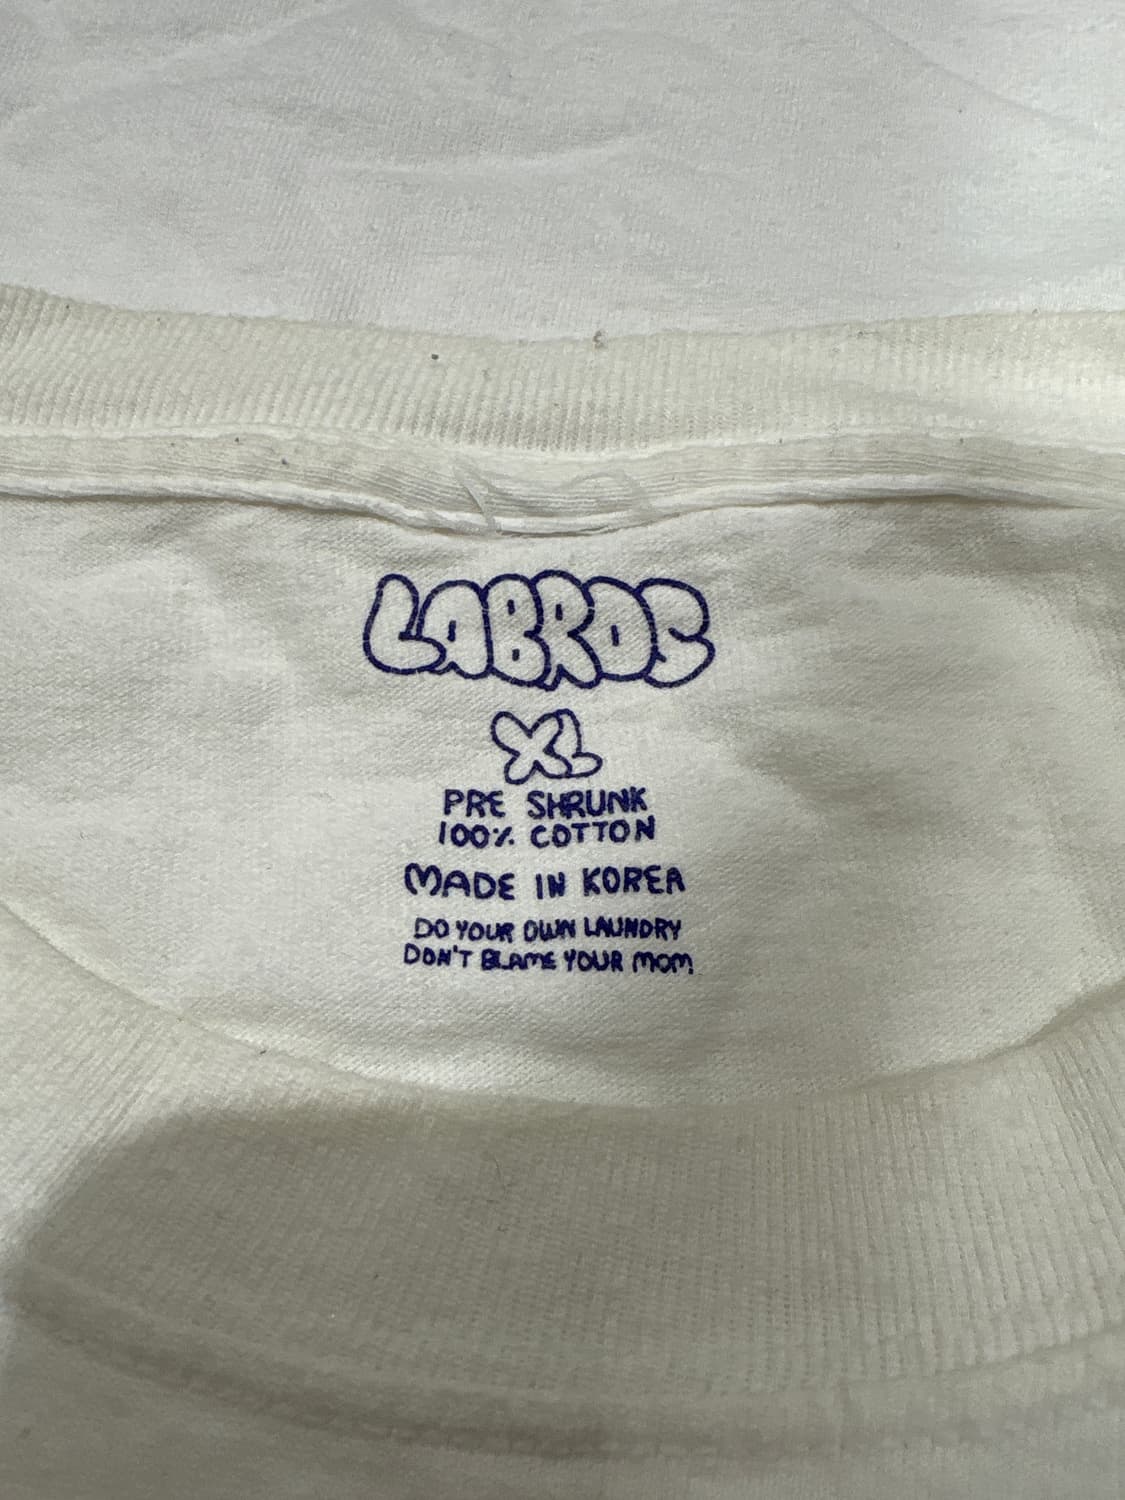 LABROS
XL
PRE SHRUNK
100% COTTON
MADE IN KOREA
DO YOUR OWN LAUNDRY
DON'T BLAME YOUR MOM